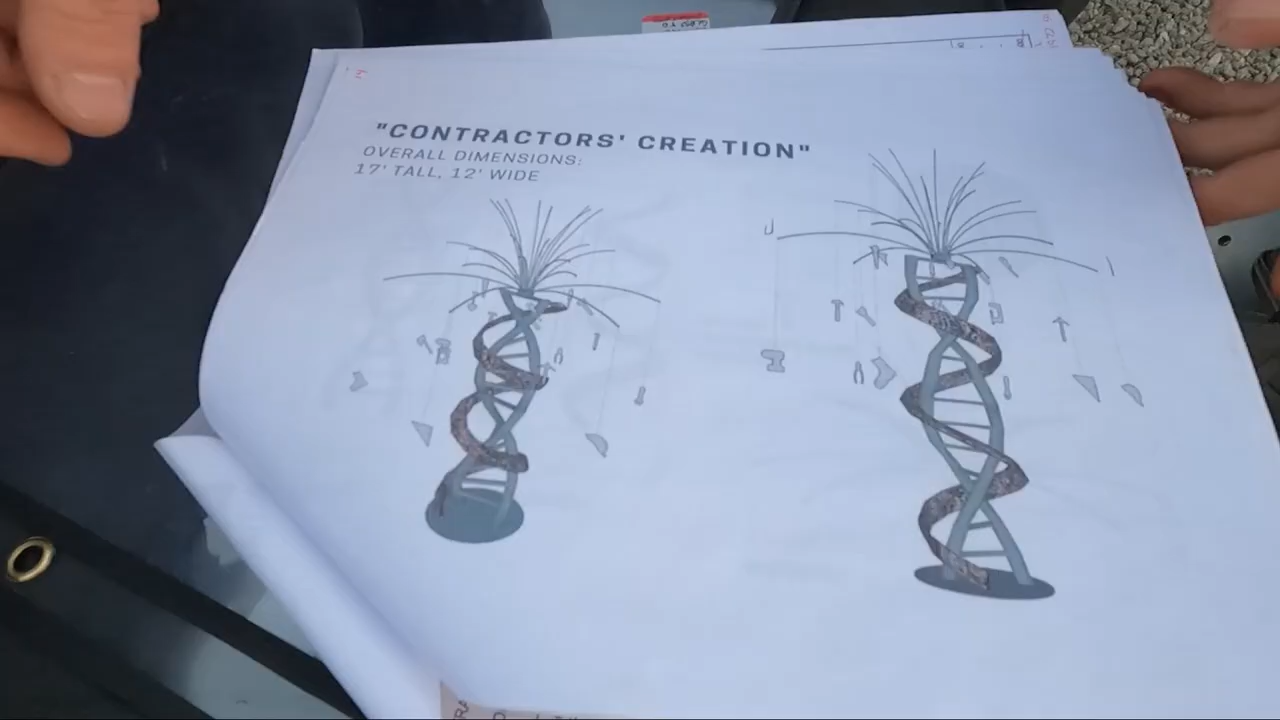 "CONTRACTORS' CREATION"
OVERALL DIMENSIONS:
17' TALL, 12' WIDE